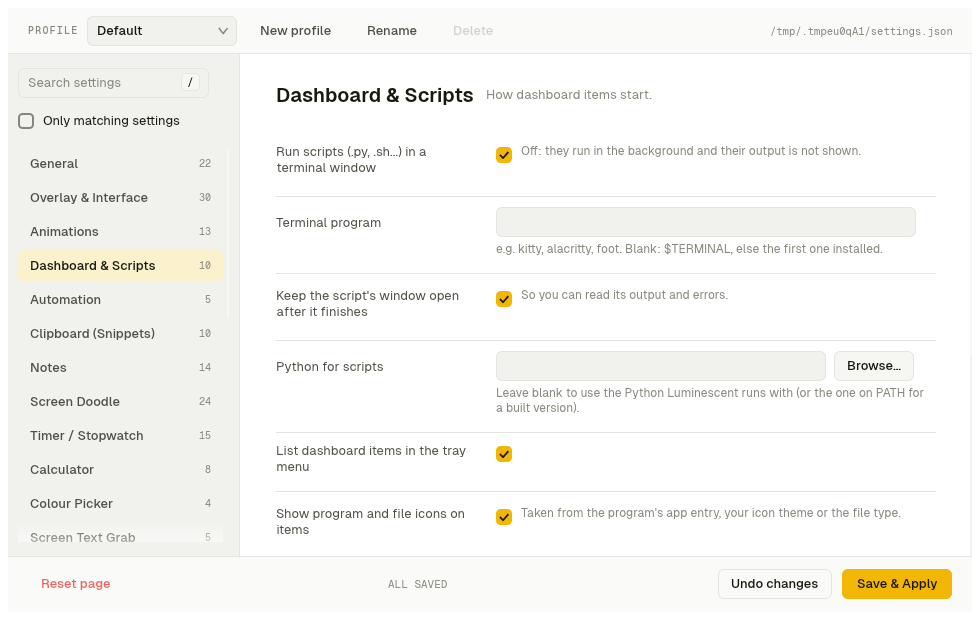 PROFILE Default New profile Rename Delete /tmp/.tmpeu0qA1/settings.json
Search settings /
Only matching settings
General 22
Overlay & Interface 30
Animations 13
Dashboard & Scripts 10
Automation 5
Clipboard (Snippets) 10
Notes 14
Screen Doodle 24
Timer / Stopwatch 15
Calculator 8
Colour Picker 4
Screen Text Grab 5
Dashboard & Scripts How dashboard items start.
Run scripts (.py, .sh...) in a
terminal window
Off: they run in the background and their output is not shown.
Terminal program
e.g. kitty, alacritty, foot. Blank: $TERMINAL, else the first one installed.
Keep the script's window open
after it finishes
So you can read its output and errors.
Python for scripts
Browse...
Leave blank to use the Python Luminescent runs with (or the one on PATH for
a built version).
List dashboard items in the tray
menu
Show program and file icons on
items
Taken from the program's app entry, your icon theme or the file type.
Reset page ALL SAVED Undo changes Save & Apply